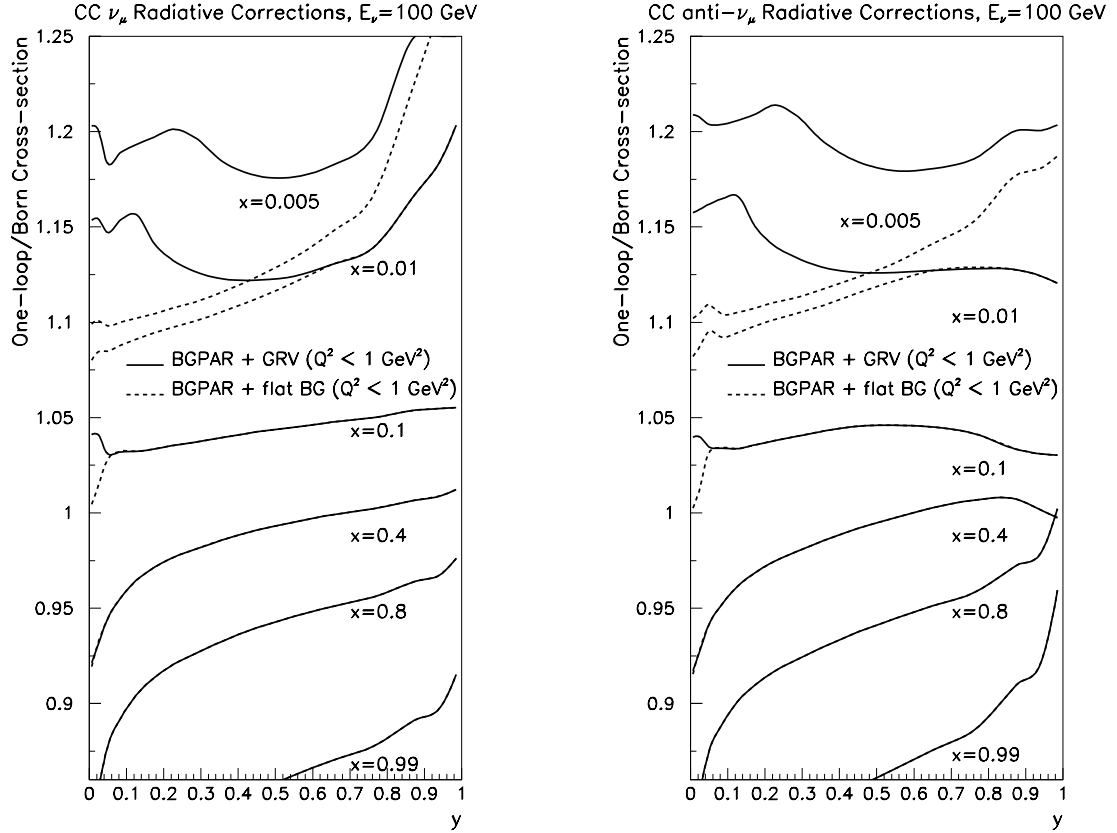 CC νμ Radiative Corrections, Eν=100 GeV
One-loop/Born Cross-section
1.25
1.2
1.15
1.1
1.05
1
0.95
0.9
x=0.005
x=0.01
BGPAR + GRV (Q² < 1 GeV²)
BGPAR + flat BG (Q² < 1 GeV²)
x=0.1
x=0.4
x=0.8
x=0.99
0 0.1 0.2 0.3 0.4 0.5 0.6 0.7 0.8 0.9 1
y
CC anti-νμ Radiative Corrections, Eν=100 GeV
One-loop/Born Cross-section
1.25
1.2
1.15
1.1
1.05
1
0.95
0.9
x=0.005
x=0.01
BGPAR + GRV (Q² < 1 GeV²)
BGPAR + flat BG (Q² < 1 GeV²)
x=0.1
x=0.4
x=0.8
x=0.99
0 0.1 0.2 0.3 0.4 0.5 0.6 0.7 0.8 0.9 1
y